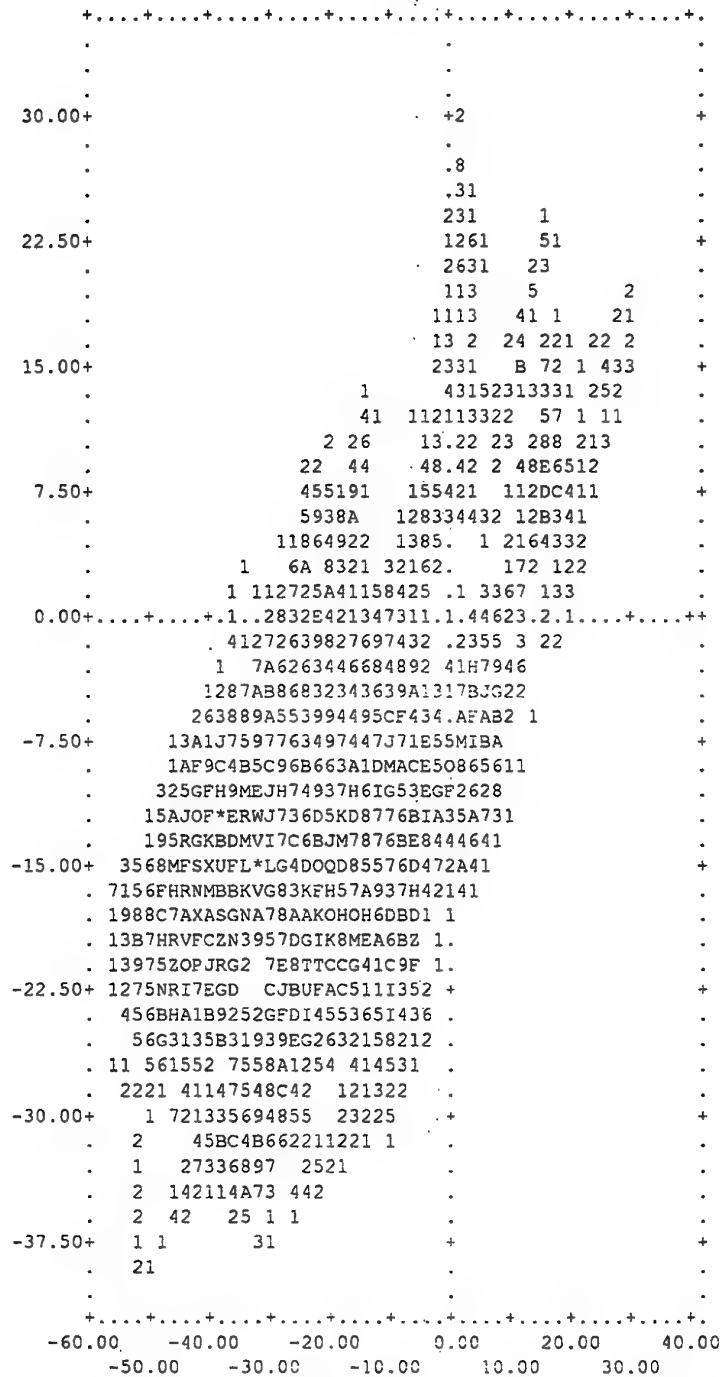 +....+....+....+....+....+....+....+....+....+....+.
. . .
. . .
. . .
30.00+ +2 +
. . .
. .8 .
. .31 .
. 231 1 .
22.50+ 1261 51 +
. 2631 23 .
. 113 5 2 .
. 1113 41 1 21 .
. 13 2 24 221 22 2 .
15.00+ 2331 B 72 1 433 +
. 1 43152313331 252 .
. 41 112113322 57 1 11 .
. 2 26 13.22 23 288 213 .
. 22 44 48.42 2 48E6512 .
7.50+ 455191 155421 112DC411 +
. 5938A 128334432 12B341 .
. 11864922 1385. 1 2164332 .
. 1 6A 8321 32162. 172 122 .
. 1 112725A41158425 .1 3367 133 .
0.00+....+....+.1..2832E421347311.1.44623.2.1....+....++
. 41272639827697432 .2355 3 22 .
. 1 7A6263446684892 41H7946 .
. 1287AB86832343639A1317BJG22 .
. 263889A553994495CF434.AFAB2 1 .
-7.50+ 13A1J7597763497447J71E55MIBA +
. 1AF9C4B5C96B663A1DMACE5O865611 .
. 325GFH9MEJH74937H6IG53EGF2628 .
. 15AJOF*ERWJ736D5KD8776BIA35A731 .
. 195RGKBDMVI7C6BJM7876BE8444641 .
-15.00+ 3568MFSXUFL*LG4DOQD85576D472A41 +
. 7156FHRNMBBKVG83KFH57A937H42141 .
. 1988C7AXASGNA78AAKOHOH6DBD1 1 .
. 13B7HRVFCZN3957DGIK8MEA6BZ 1. .
. 13975ZOPJRG2 7E8TTCCG41C9F 1. .
-22.50+ 1275NRI7EGD CJBUFAC511I352 + +
. 456BHA1B9252GFDI455365I436 . .
. 56G3135B31939EG2632158212 . .
. 11 561552 7558A1254 414531 . .
. 2221 41147548C42 121322 . .
-30.00+ 1 721335694855 23225 + +
. 2 45BC4B662211221 1 . .
. 1 27336897 2521 . .
. 2 142114A73 442 . .
. 2 42 25 1 1 . .
-37.50+ 1 1 31 + +
. 21 . .
. . .
+....+....+....+....+....+....+....+....+....+....+.
-60.00 -40.00 -20.00 0.00 20.00 40.00
-50.00 -30.00 -10.00 10.00 30.00